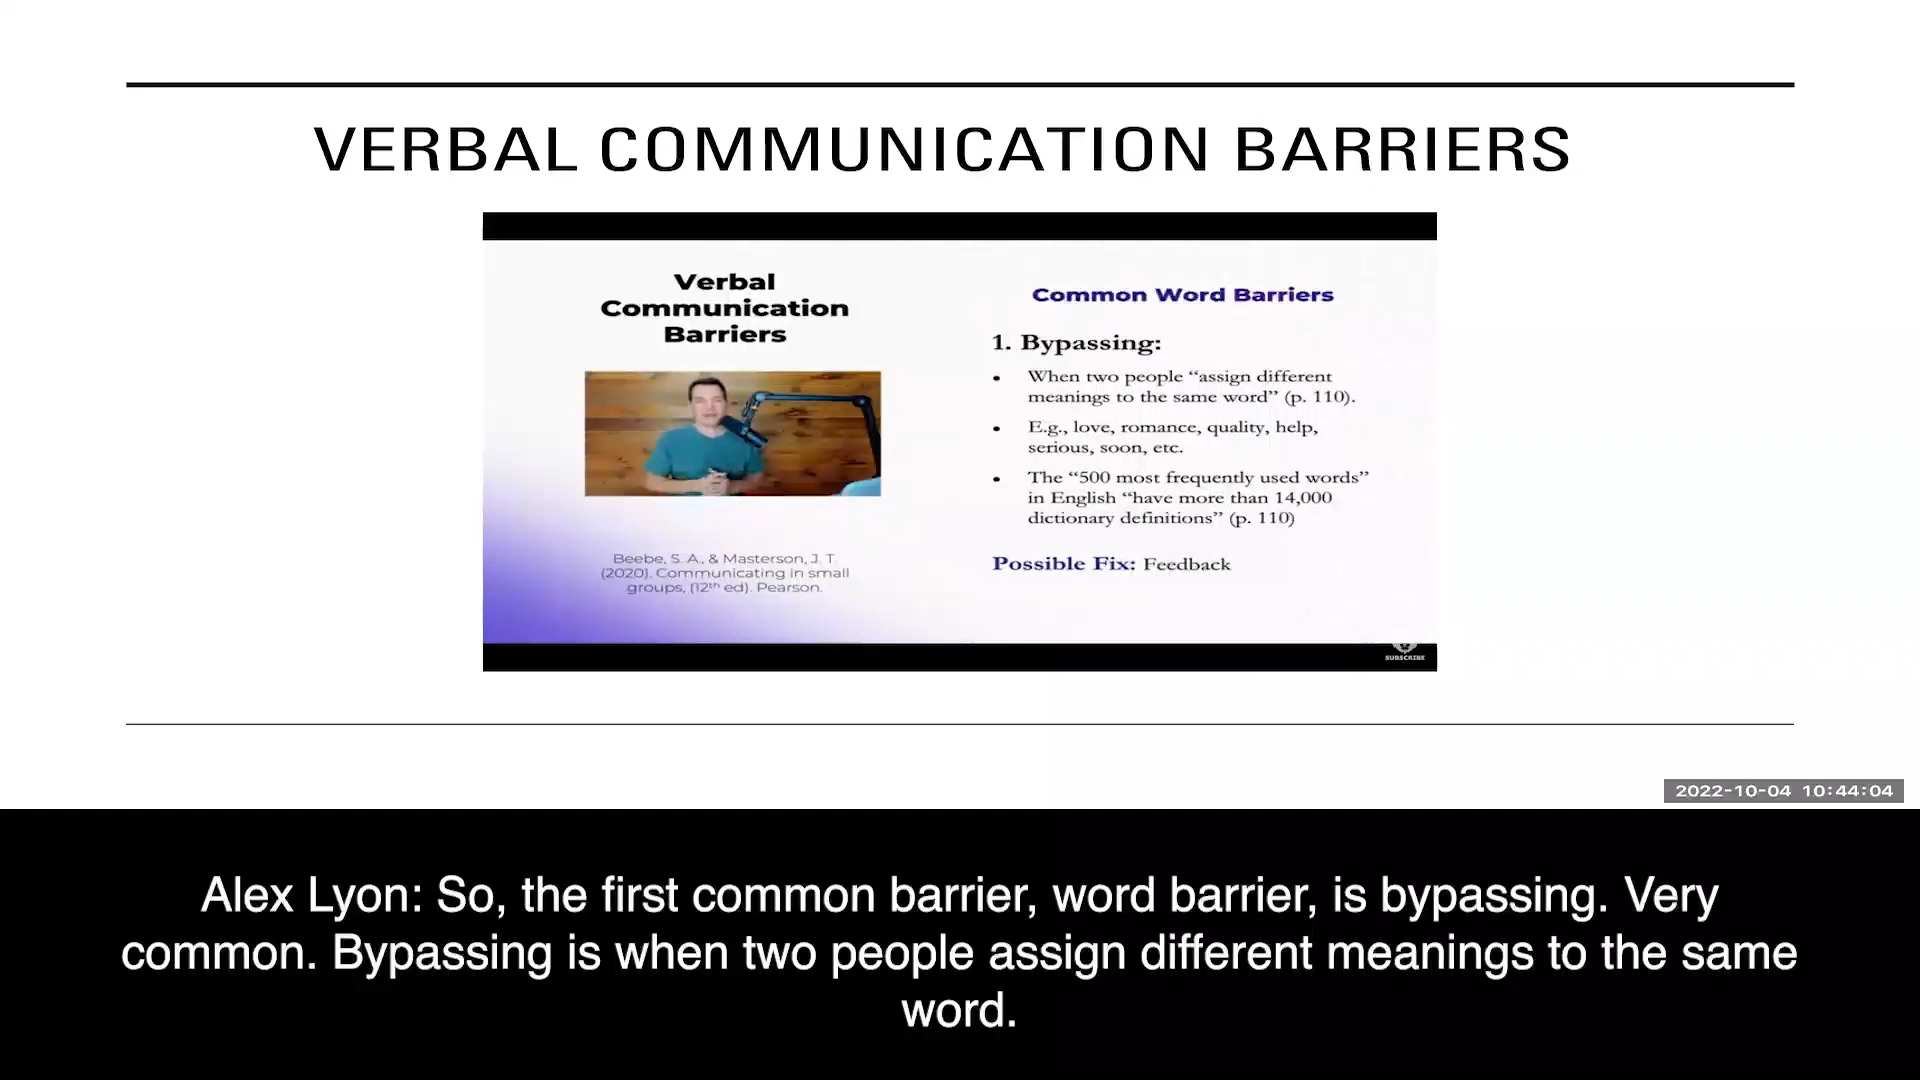 VERBAL COMMUNICATION BARRIERS
Verbal
Communication
Barriers
Beebe, S. A., & Masterson, J. T.
(2020). Communicating in small
groups, (12th ed). Pearson.
Common Word Barriers
1. Bypassing:
• When two people “assign different
meanings to the same word” (p. 110).
• E.g., love, romance, quality, help,
serious, soon, etc.
• The “500 most frequently used words”
in English “have more than 14,000
dictionary definitions” (p. 110)
Possible Fix: Feedback
SUBSCRIBE
2022-10-04 10:44:04
Alex Lyon: So, the first common barrier, word barrier, is bypassing. Very
common. Bypassing is when two people assign different meanings to the same
word.